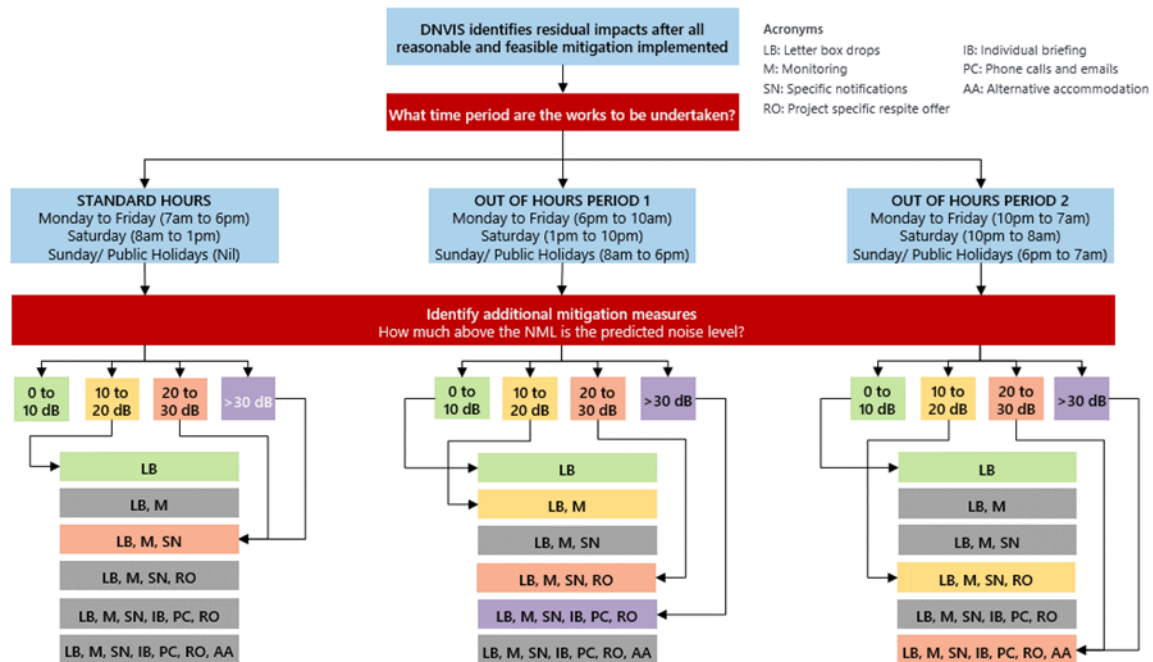 DNVIS identifies residual impacts after all
reasonable and feasible mitigation implemented
Acronyms
LB: Letter box drops
IB: Individual briefing
M: Monitoring
PC: Phone calls and emails
SN: Specific notifications
AA: Alternative accommodation
RO: Project specific respite offer
What time period are the works to be undertaken?
STANDARD HOURS
Monday to Friday (7am to 6pm)
Saturday (8am to 1pm)
Sunday/ Public Holidays (Nil)
OUT OF HOURS PERIOD 1
Monday to Friday (6pm to 10am)
Saturday (1pm to 10pm)
Sunday/ Public Holidays (8am to 6pm)
OUT OF HOURS PERIOD 2
Monday to Friday (10pm to 7am)
Saturday (10pm to 8am)
Sunday/ Public Holidays (6pm to 7am)
Identify additional mitigation measures
How much above the NML is the predicted noise level?
0 to
10 dB
10 to
20 dB
20 to
30 dB
>30 dB
LB
LB, M
LB, M, SN
LB, M, SN, RO
LB, M, SN, IB, PC, RO
LB, M, SN, IB, PC, RO, AA
0 to
10 dB
10 to
20 dB
20 to
30 dB
>30 dB
LB
LB, M
LB, M, SN
LB, M, SN, RO
LB, M, SN, IB, PC, RO
LB, M, SN, IB, PC, RO, AA
0 to
10 dB
10 to
20 dB
20 to
30 dB
>30 dB
LB
LB, M
LB, M, SN
LB, M, SN, RO
LB, M, SN, IB, PC, RO
LB, M, SN, IB, PC, RO, AA